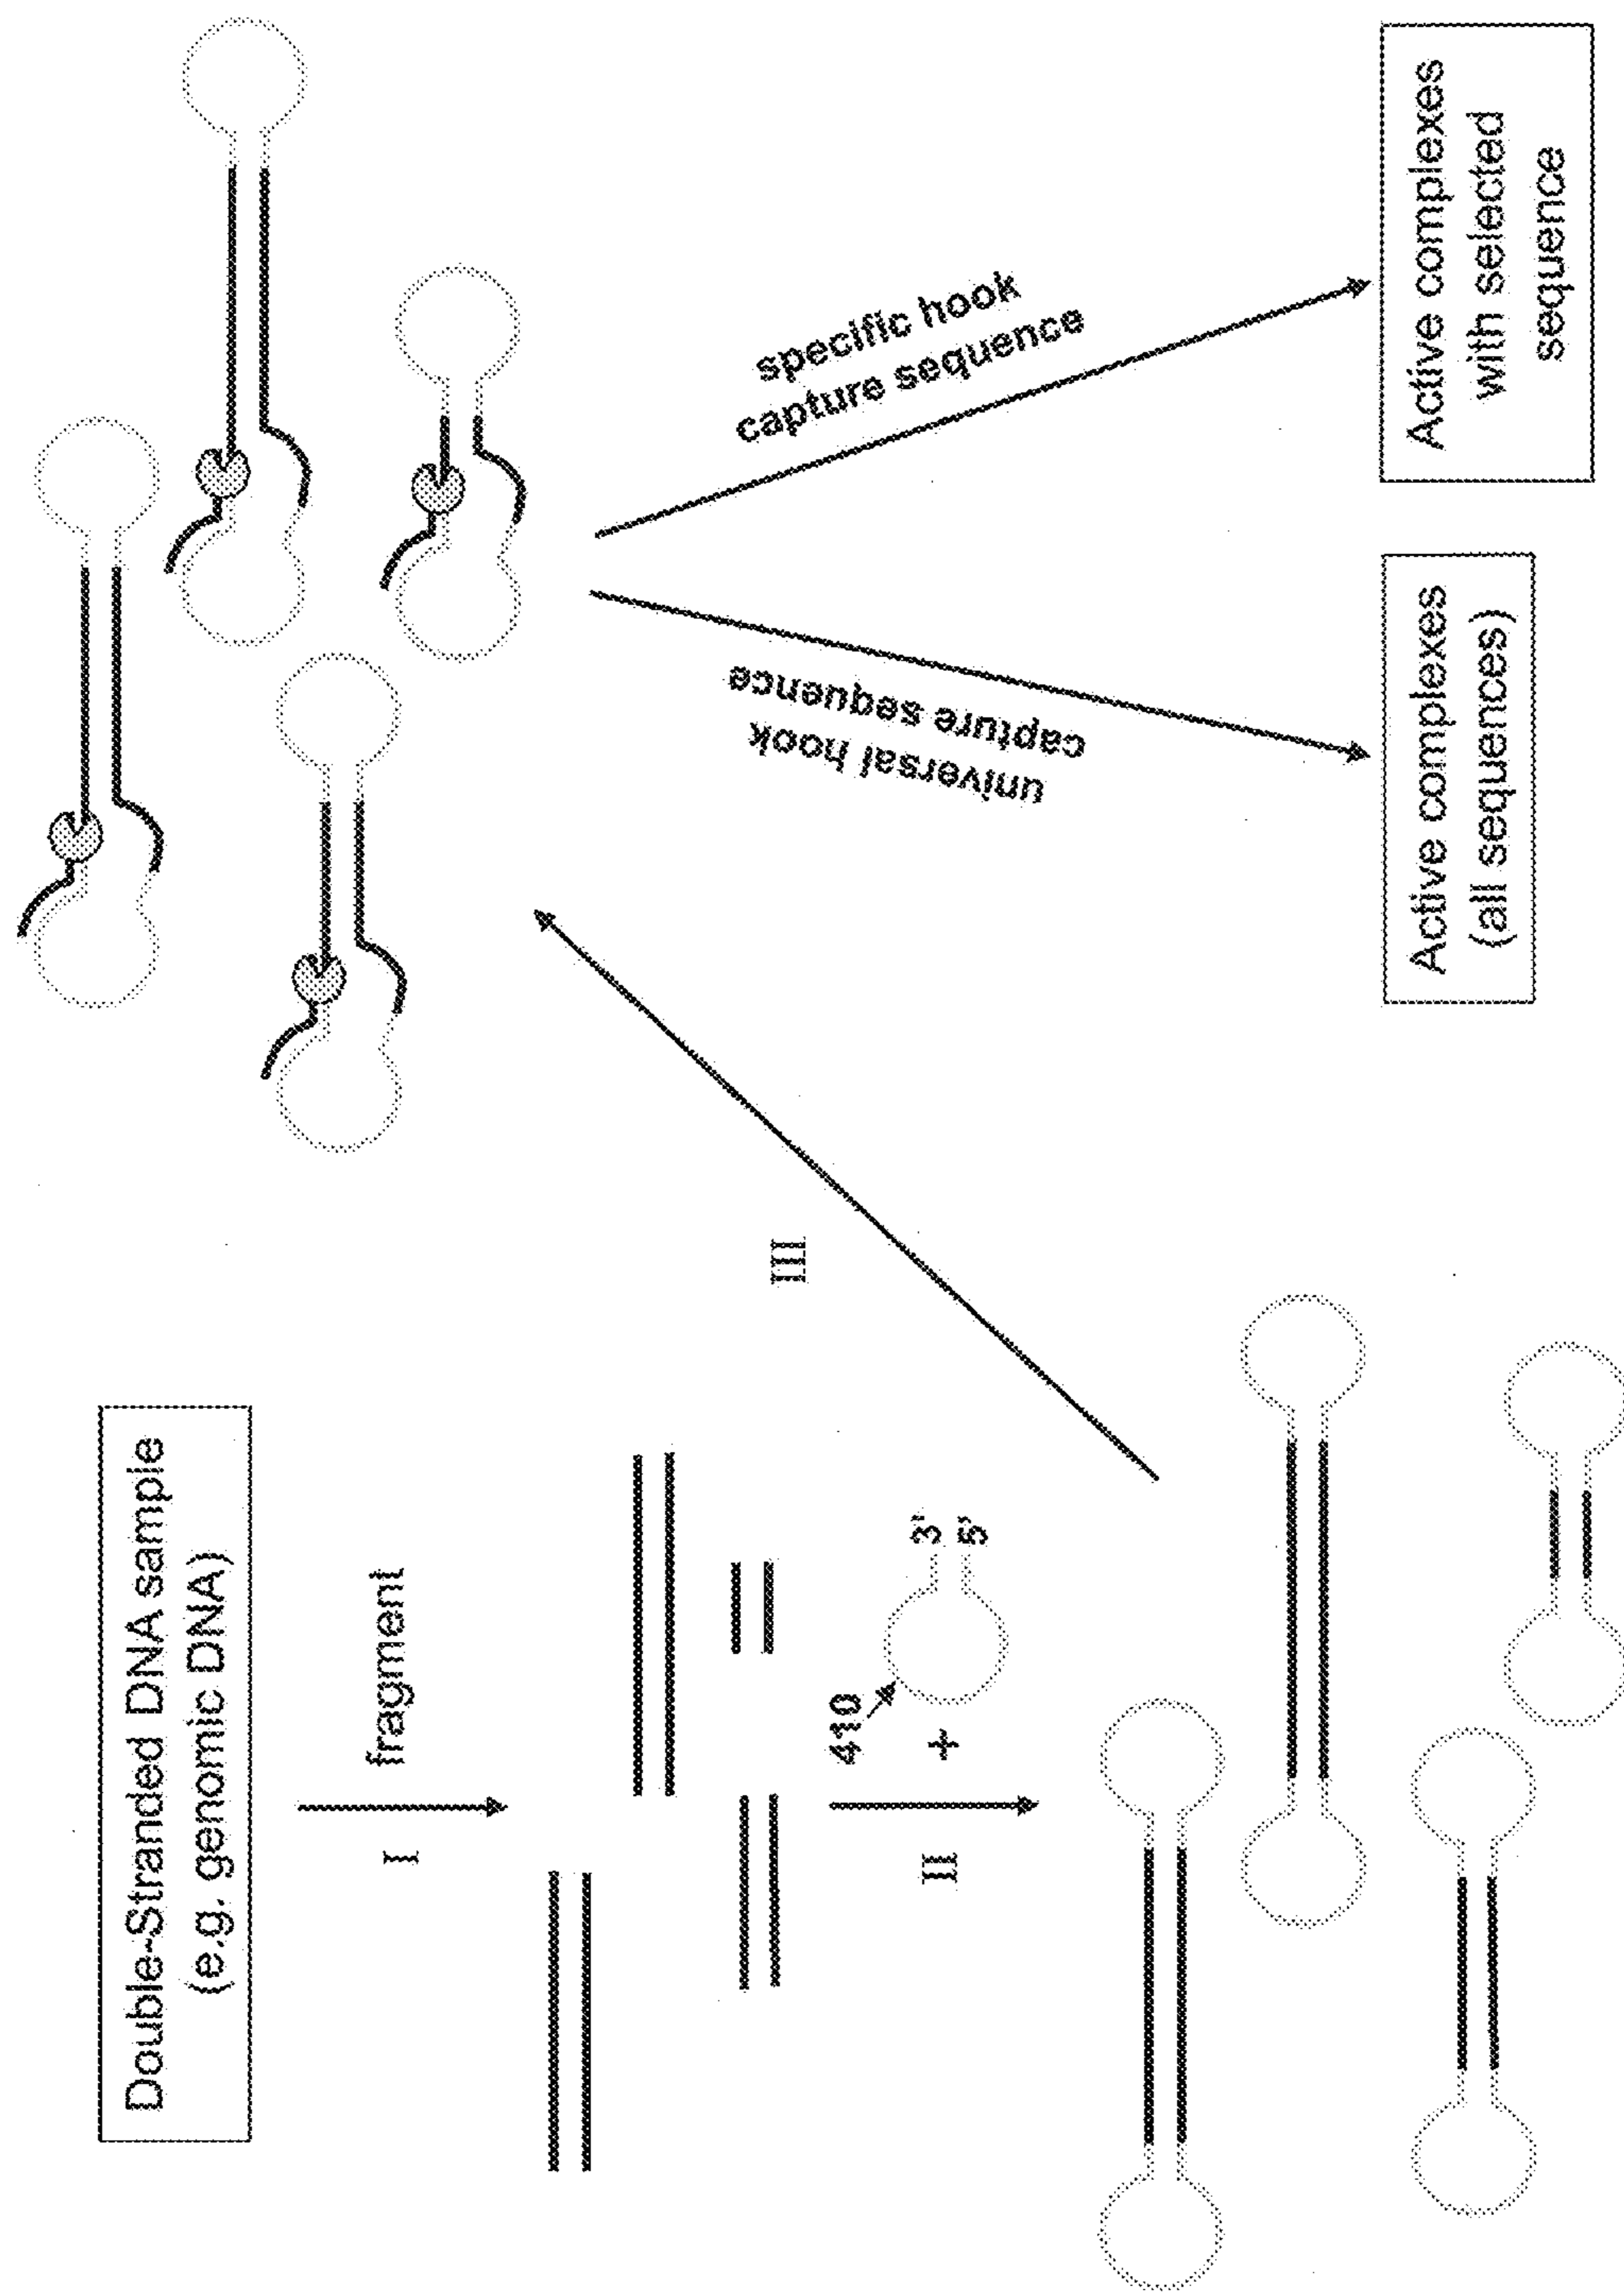 Double-Stranded DNA sample
(e.g. genomic DNA)
I
fragment
410
+
3'
5'
II
III
universal hook
capture sequence
specific hook
capture sequence
Active complexes
(all sequences)
Active complexes
with selected
sequence